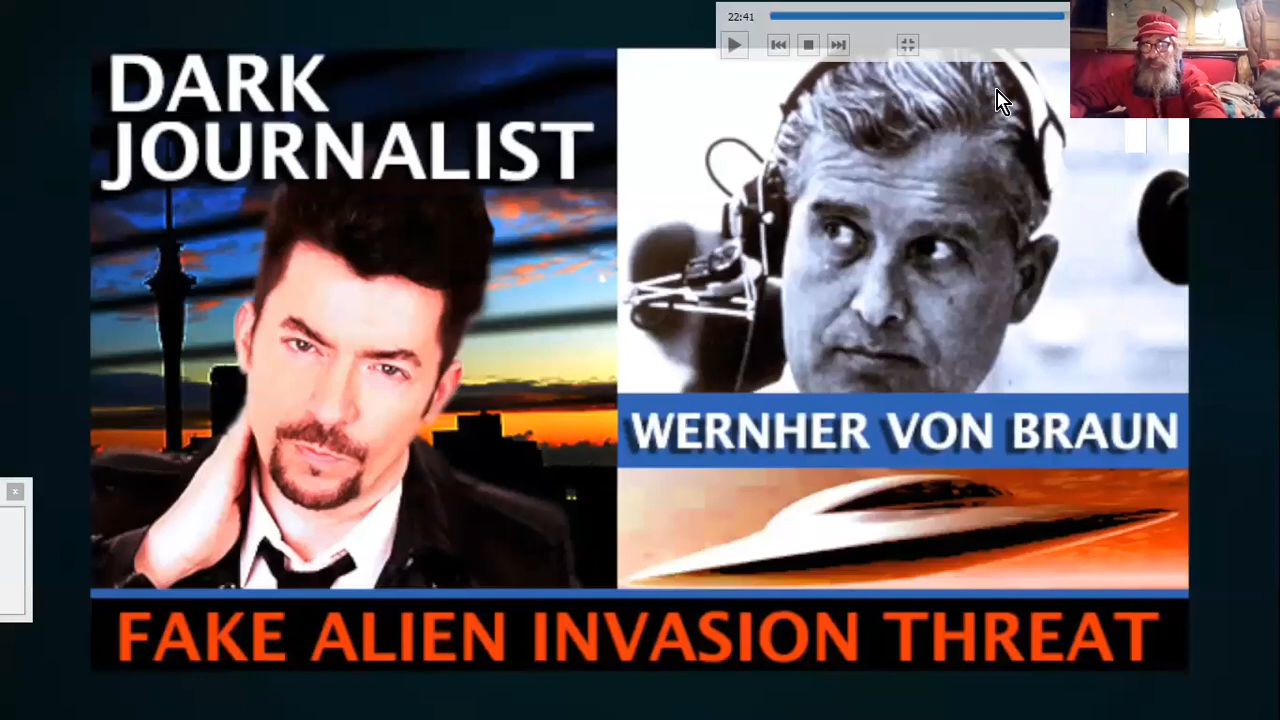 22:41
DARK
JOURNALIST
WERNHER VON BRAUN
FAKE ALIEN INVASION THREAT